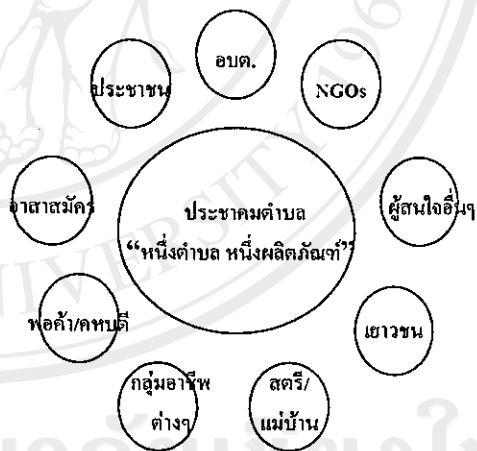 อบต.
ประชาชน
NGOs
อาสาสมัคร
ประชาคมตำบล
“หนึ่งตำบล หนึ่งผลิตภัณฑ์”
ผู้สนใจอื่นๆ
พ่อค้า/คหบดี
เยาวชน
กลุ่มอาชีพ
ต่างๆ
สตรี/
แม่บ้าน